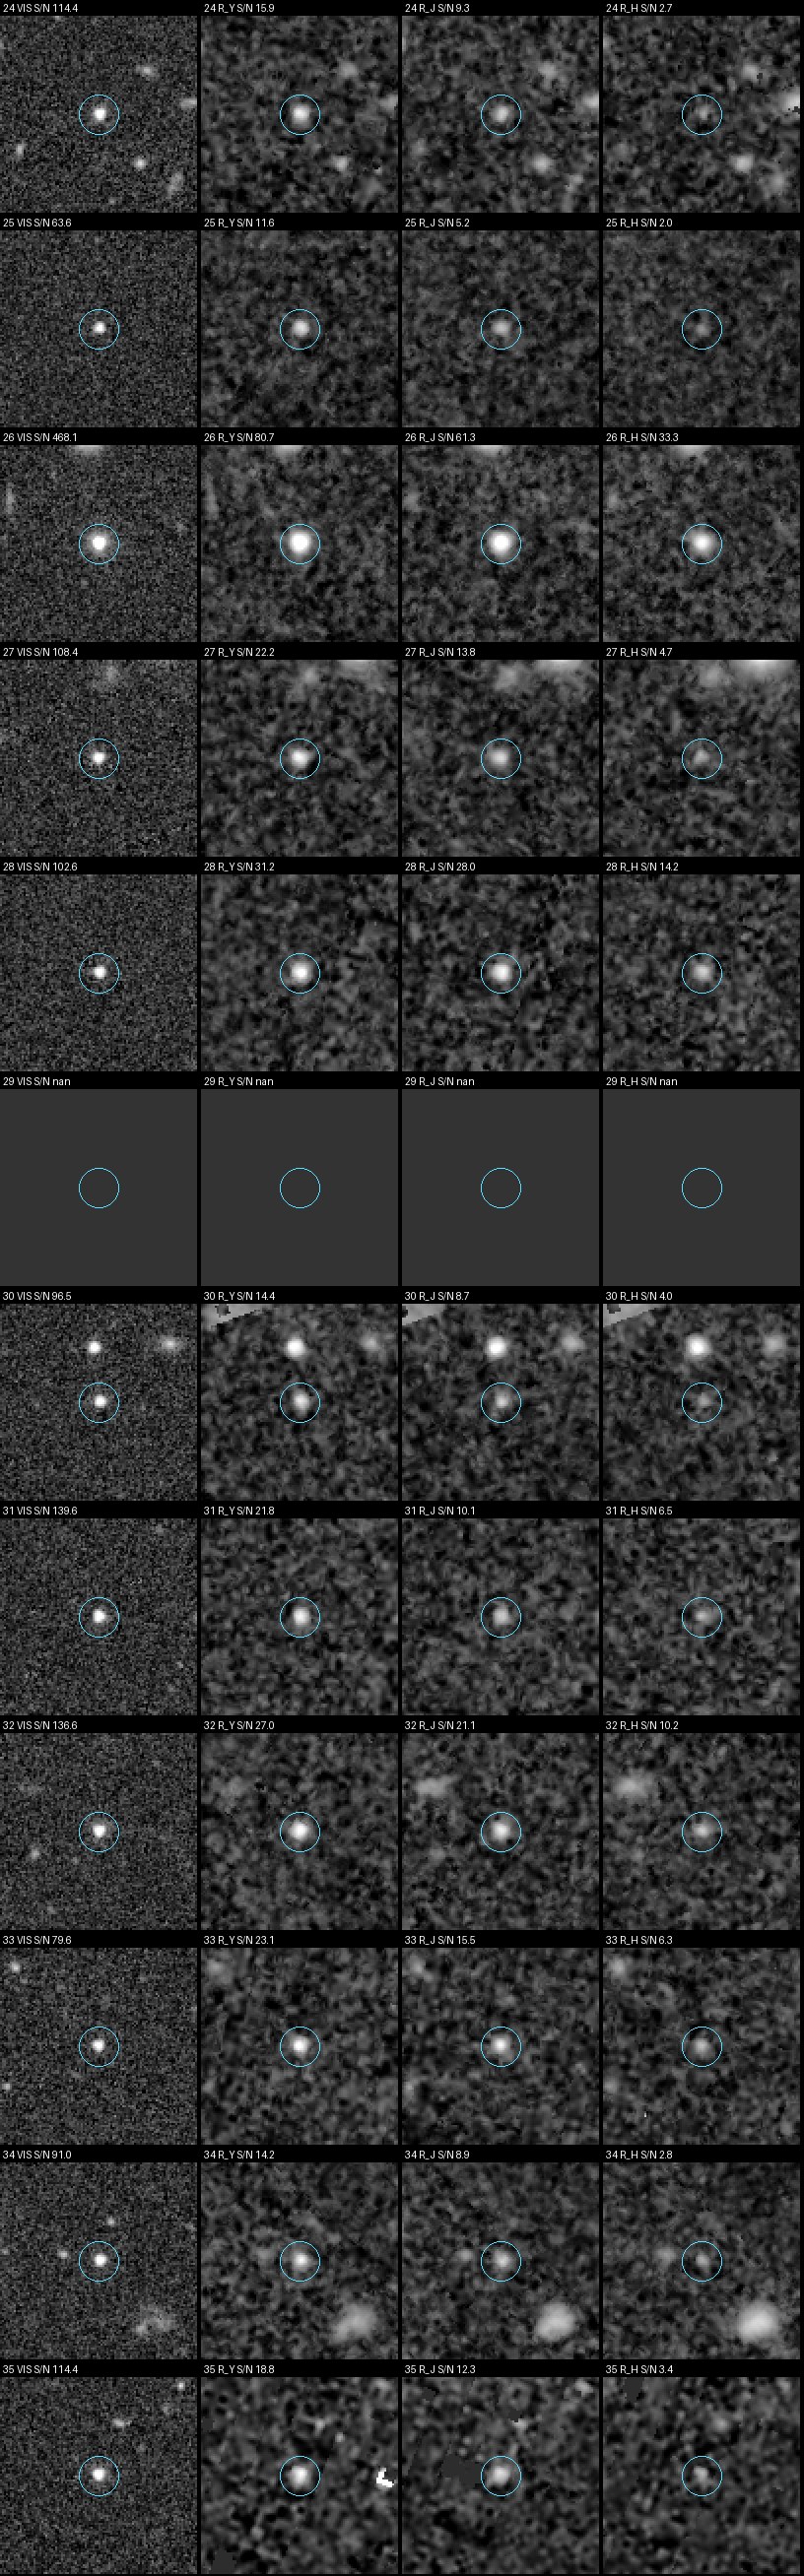 24 VIS S/N 114.4 24 R_Y S/N 15.9 24 R_J S/N 9.3 24 R_H S/N 2.7
25 VIS S/N 63.6 25 R_Y S/N 11.6 25 R_J S/N 5.2 25 R_H S/N 2.0
26 VIS S/N 468.1 26 R_Y S/N 80.7 26 R_J S/N 61.3 26 R_H S/N 33.3
27 VIS S/N 108.4 27 R_Y S/N 22.2 27 R_J S/N 13.8 27 R_H S/N 4.7
28 VIS S/N 102.6 28 R_Y S/N 31.2 28 R_J S/N 28.0 28 R_H S/N 14.2
29 VIS S/N nan 29 R_Y S/N nan 29 R_J S/N nan 29 R_H S/N nan
30 VIS S/N 96.5 30 R_Y S/N 14.4 30 R_J S/N 8.7 30 R_H S/N 4.0
31 VIS S/N 139.6 31 R_Y S/N 21.8 31 R_J S/N 10.1 31 R_H S/N 6.5
32 VIS S/N 136.6 32 R_Y S/N 27.0 32 R_J S/N 21.1 32 R_H S/N 10.2
33 VIS S/N 79.6 33 R_Y S/N 23.1 33 R_J S/N 15.5 33 R_H S/N 6.3
34 VIS S/N 91.0 34 R_Y S/N 14.2 34 R_J S/N 8.9 34 R_H S/N 2.8
35 VIS S/N 114.4 35 R_Y S/N 18.8 35 R_J S/N 12.3 35 R_H S/N 3.4